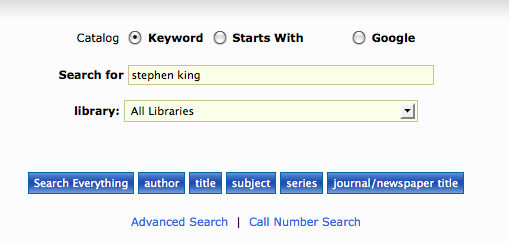 Catalog Keyword Starts With Google
Search for stephen king
library: All Libraries
Search Everything author title subject series journal/newspaper title
Advanced Search | Call Number Search